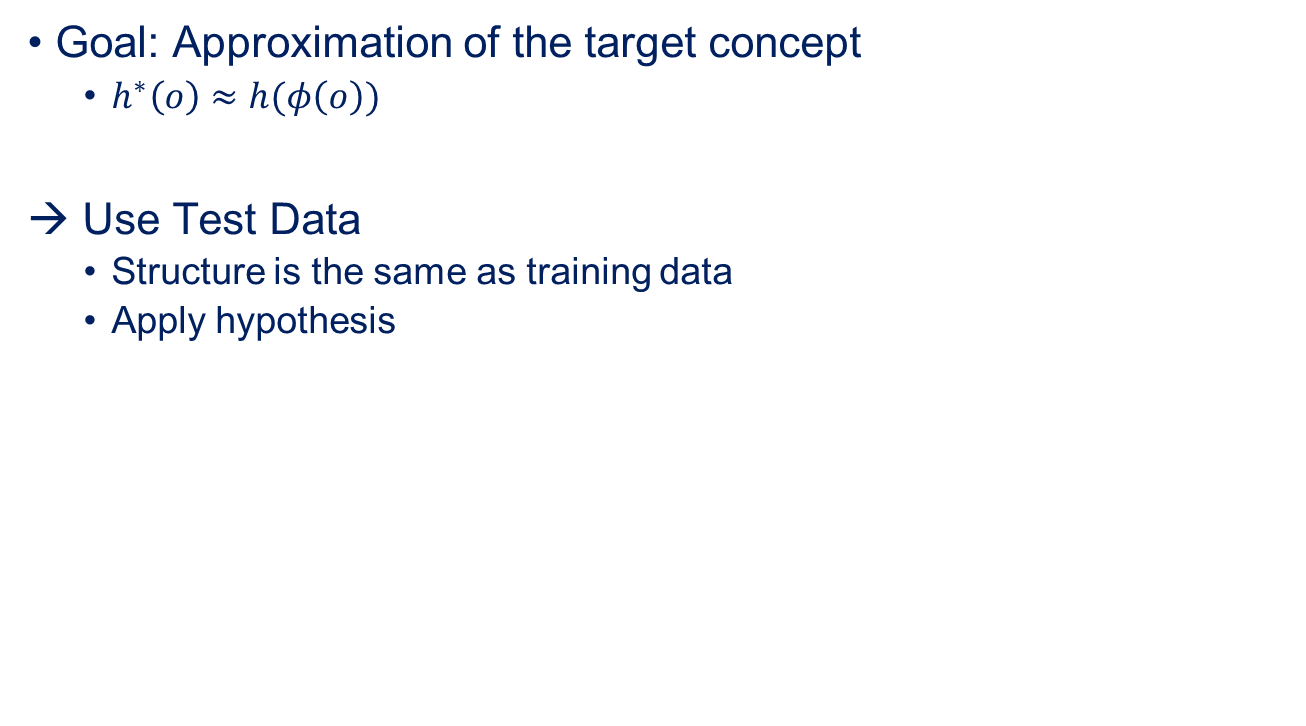 • Goal: Approximation of the target concept
• ℎ*(𝑜) ≈ ℎ(𝜙(𝑜))
→ Use Test Data
• Structure is the same as training data
• Apply hypothesis